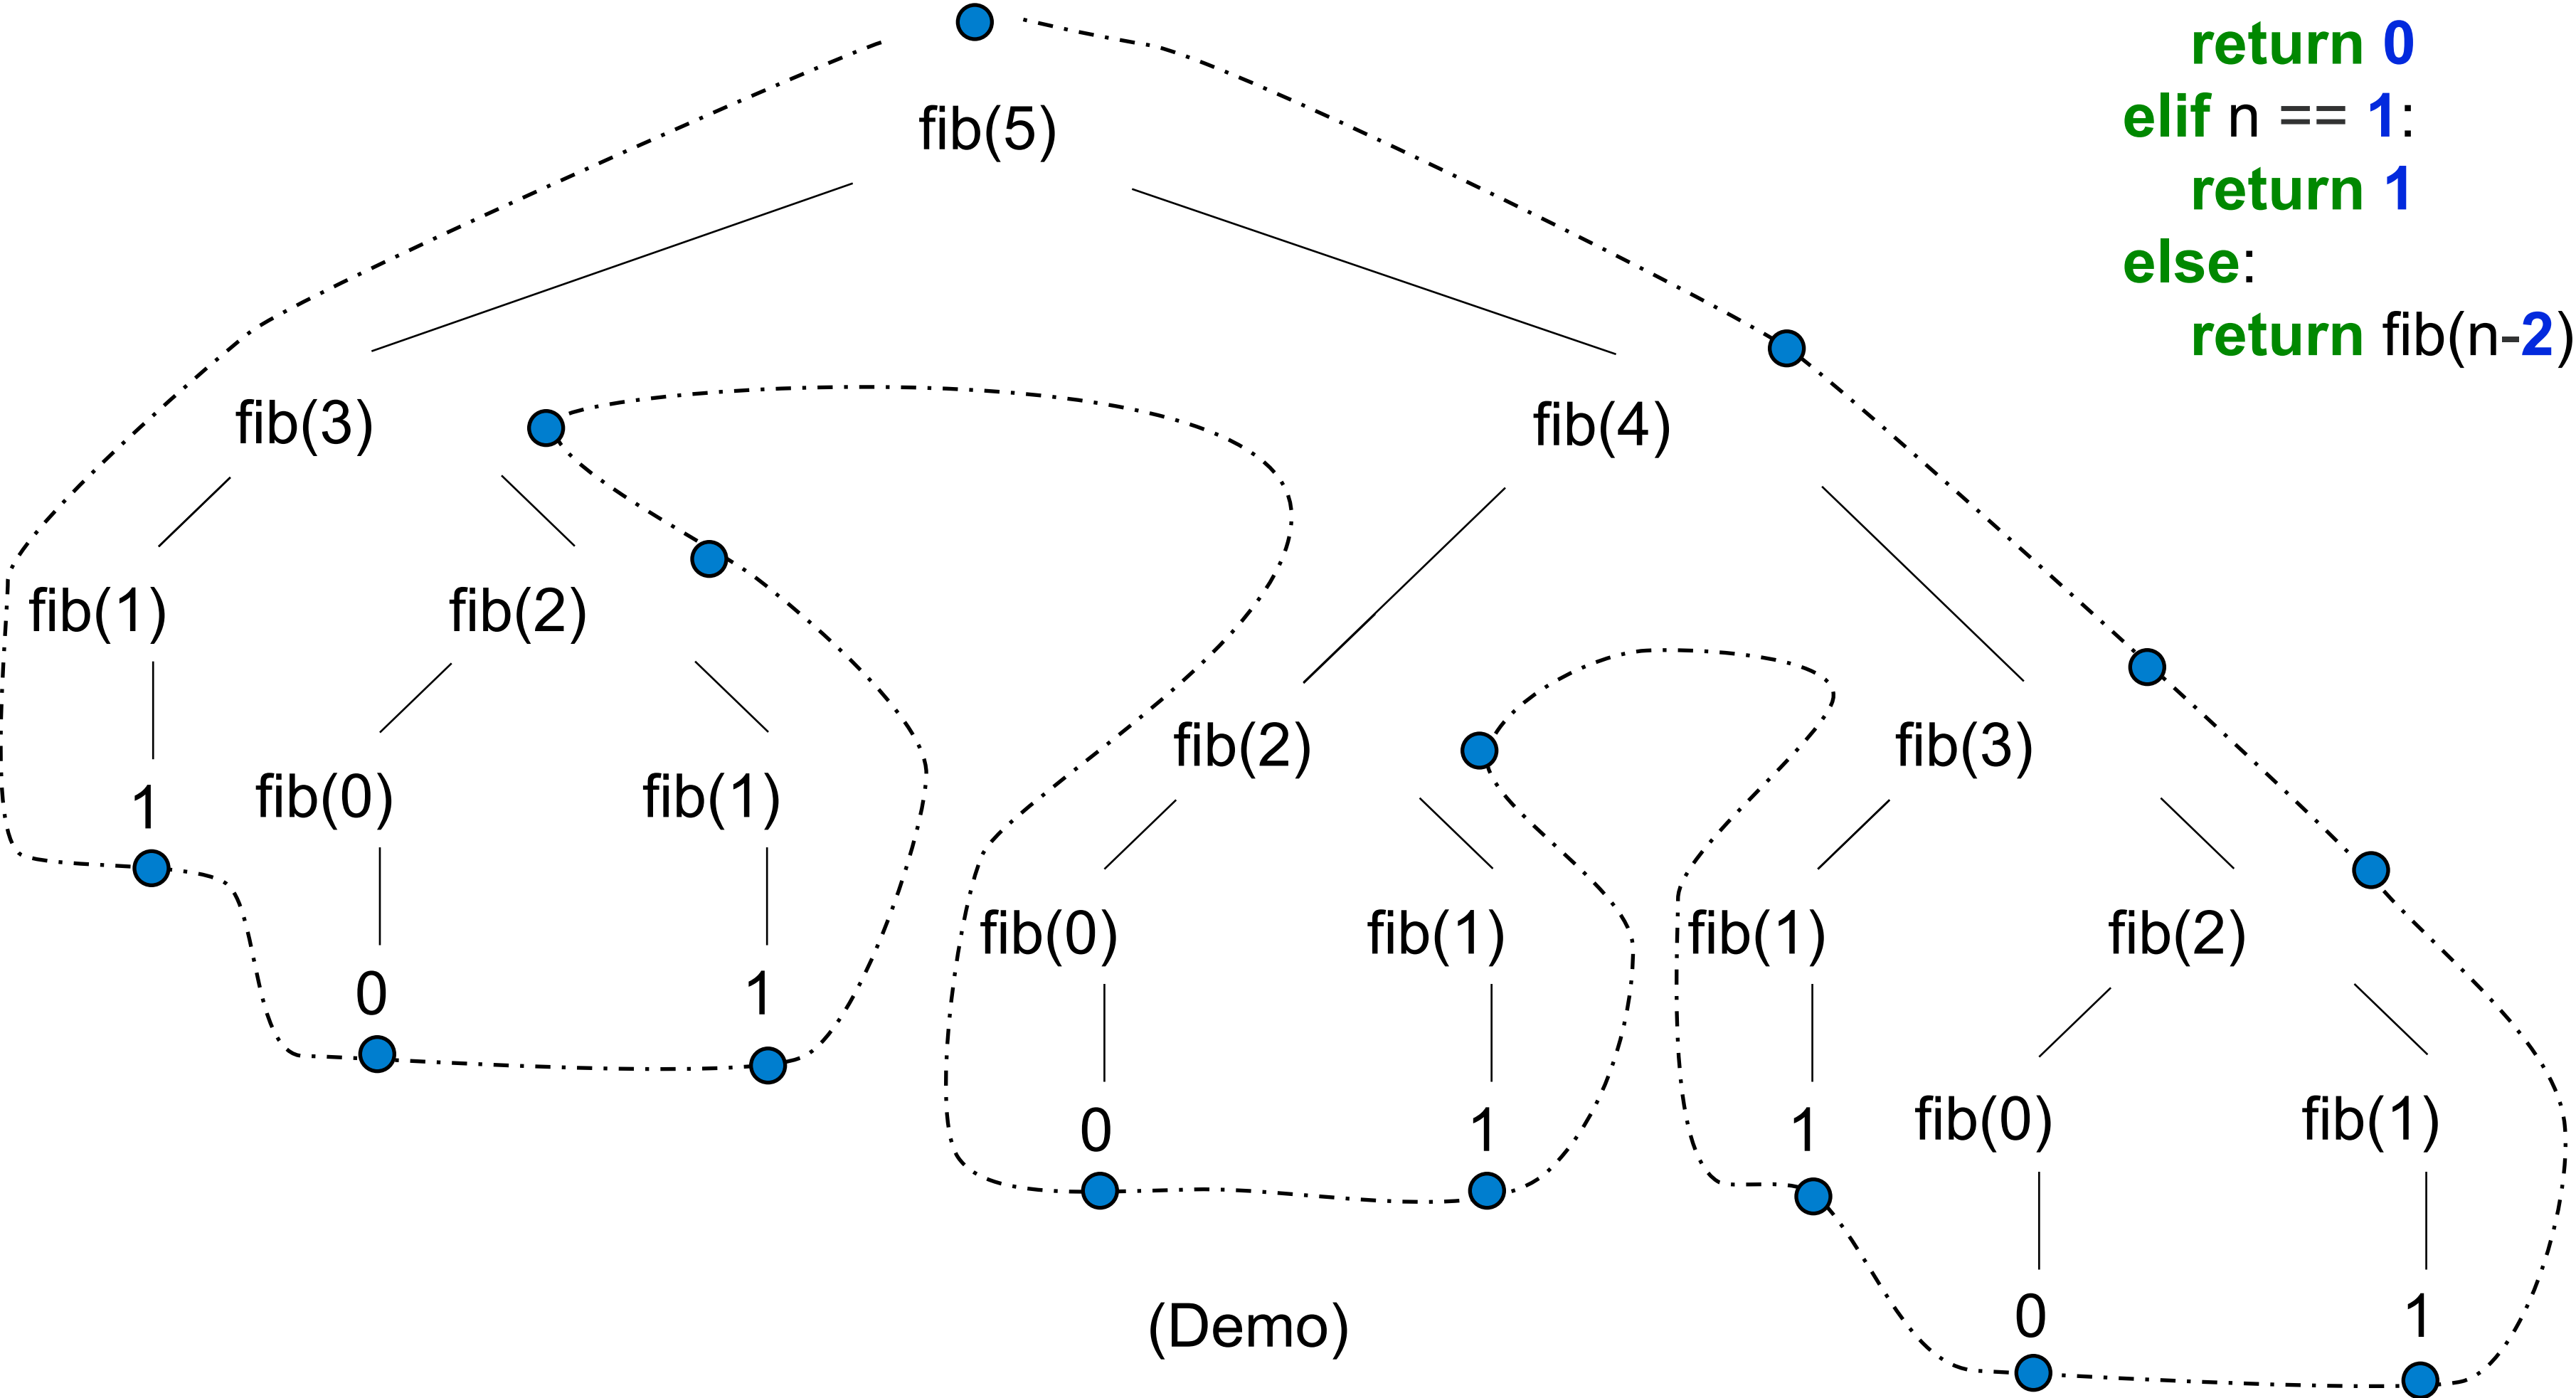 return 0
elif n == 1:
return 1
else:
return fib(n-2)
fib(5)
fib(3) fib(4)
fib(1) fib(2)
fib(2) fib(3)
1 fib(0) fib(1)
fib(0) fib(1) fib(1) fib(2)
0 1
0 1 1 fib(0) fib(1)
0 1
(Demo)